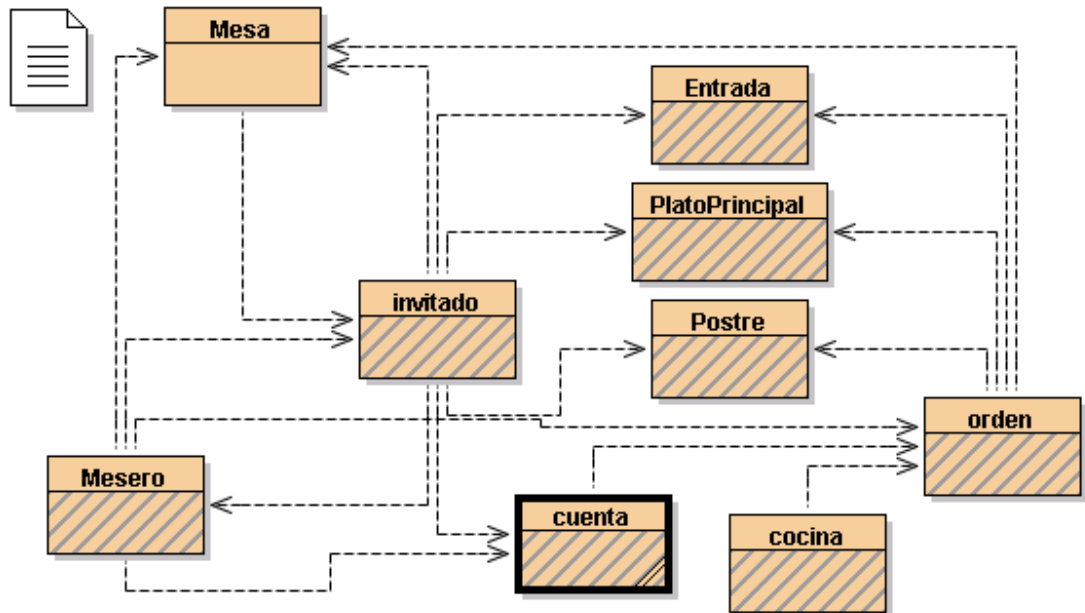 Mesa
Entrada
PlatoPrincipal
invitado
Postre
orden
Mesero
cuenta
cocina